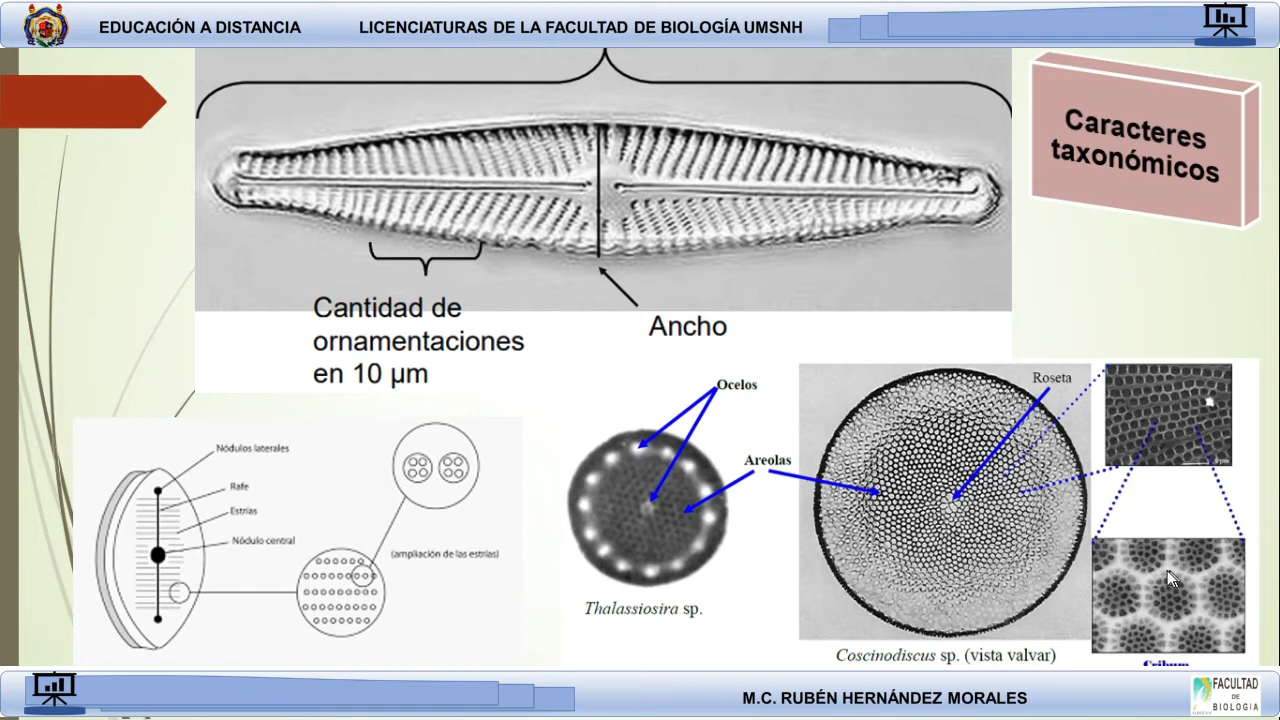 EDUCACIÓN A DISTANCIA
LICENCIATURAS DE LA FACULTAD DE BIOLOGÍA UMSNH
Caracteres
taxonómicos
Cantidad de
ornamentaciones
en 10 µm
Ancho
Nódulos laterales
Rafe
Estrías
Nódulo central
(ampliación de las estrías)
Ocelos
Areolas
Roseta
Thalassiosira sp.
Coscinodiscus sp. (vista valvar)
M.C. RUBÉN HERNÁNDEZ MORALES
FACULTAD
DE
BIOLOGIA